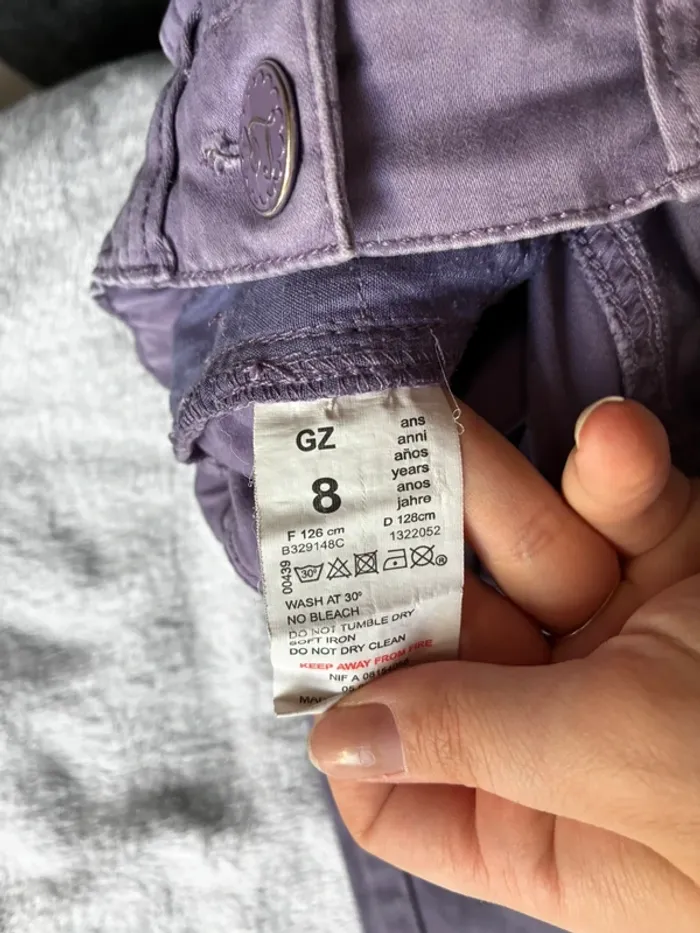 GZ
8
ans
anni
años
years
anos
jahre
F 126 cm
D 128cm
B329148C
1322052
00439
30°
WASH AT 30°
NO BLEACH
DO NOT TUMBLE DRY
SOFT IRON
DO NOT DRY CLEAN
KEEP AWAY FROM FIRE
NIF A